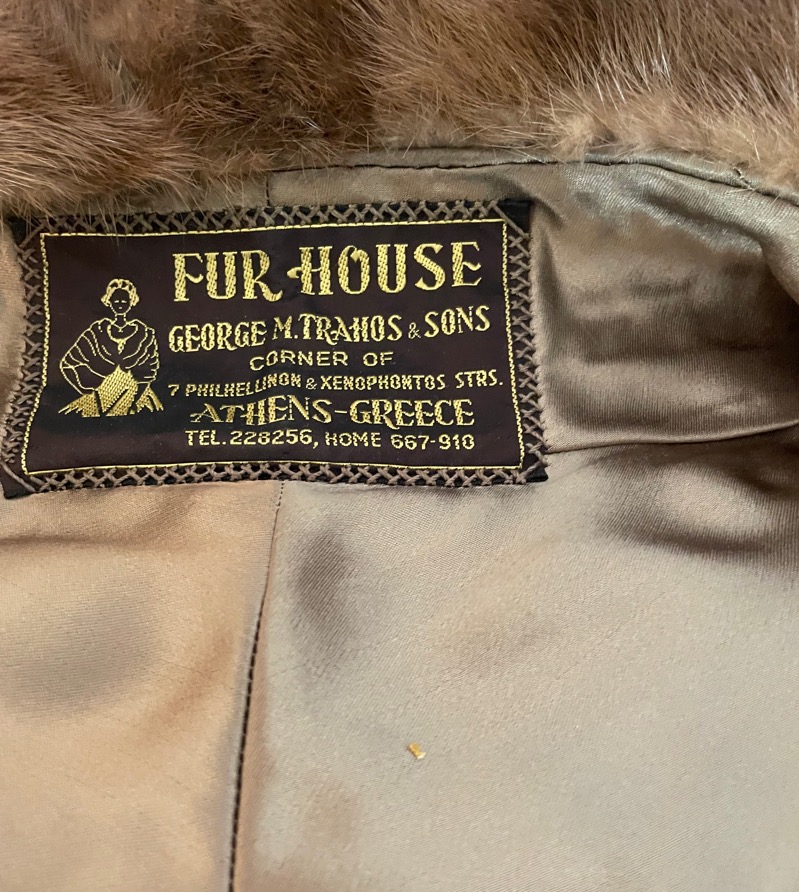 FUR-HOUSE
GEORGE M. TRAHOS & SONS
CORNER OF
7 PHILHELLINON & XENOPHONTOS STRS.
ATHENS-GREECE
TEL. 228256, HOME 667-910